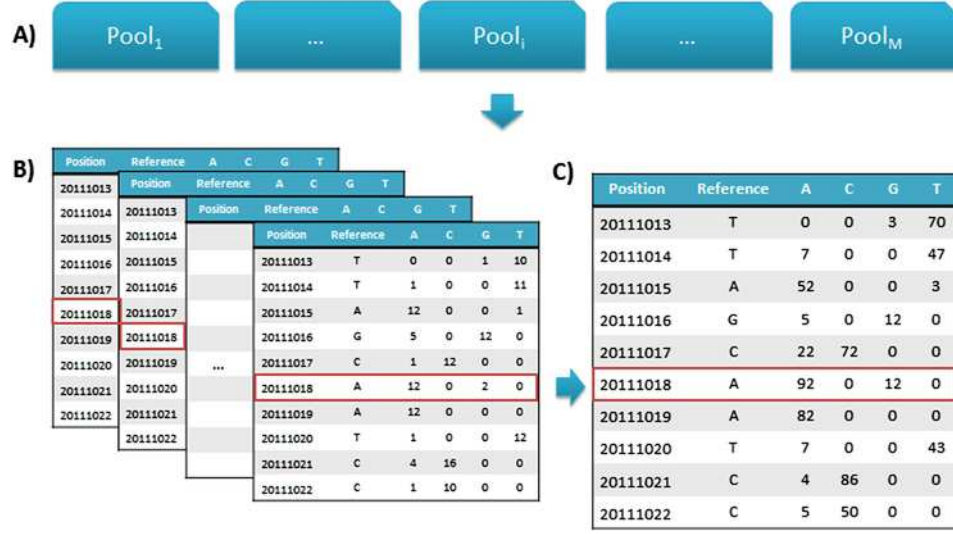 A) Pool1 ... Pooli ... PoolM
B)
Position Reference A C G T
20111013
20111014
20111015
20111016
20111017
20111018
20111019
20111020
20111021
20111022
Position Reference A C G T
20111013
20111014
20111015
20111016
20111017
20111018
20111019
20111020
20111021
20111022
Position Reference A C G T
...
Position Reference A C G T
20111013 T 0 0 1 10
20111014 T 1 0 0 11
20111015 A 12 0 0 1
20111016 G 5 0 12 0
20111017 C 1 12 0 0
20111018 A 12 0 2 0
20111019 A 12 0 0 0
20111020 T 1 0 0 12
20111021 C 4 16 0 0
20111022 C 1 10 0 0
C)
Position Reference A C G T
20111013 T 0 0 3 70
20111014 T 7 0 0 47
20111015 A 52 0 0 3
20111016 G 5 0 12 0
20111017 C 22 72 0 0
20111018 A 92 0 12 0
20111019 A 82 0 0 0
20111020 T 7 0 0 43
20111021 C 4 86 0 0
20111022 C 5 50 0 0